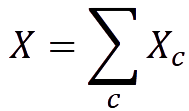 X = ∑_c X_c